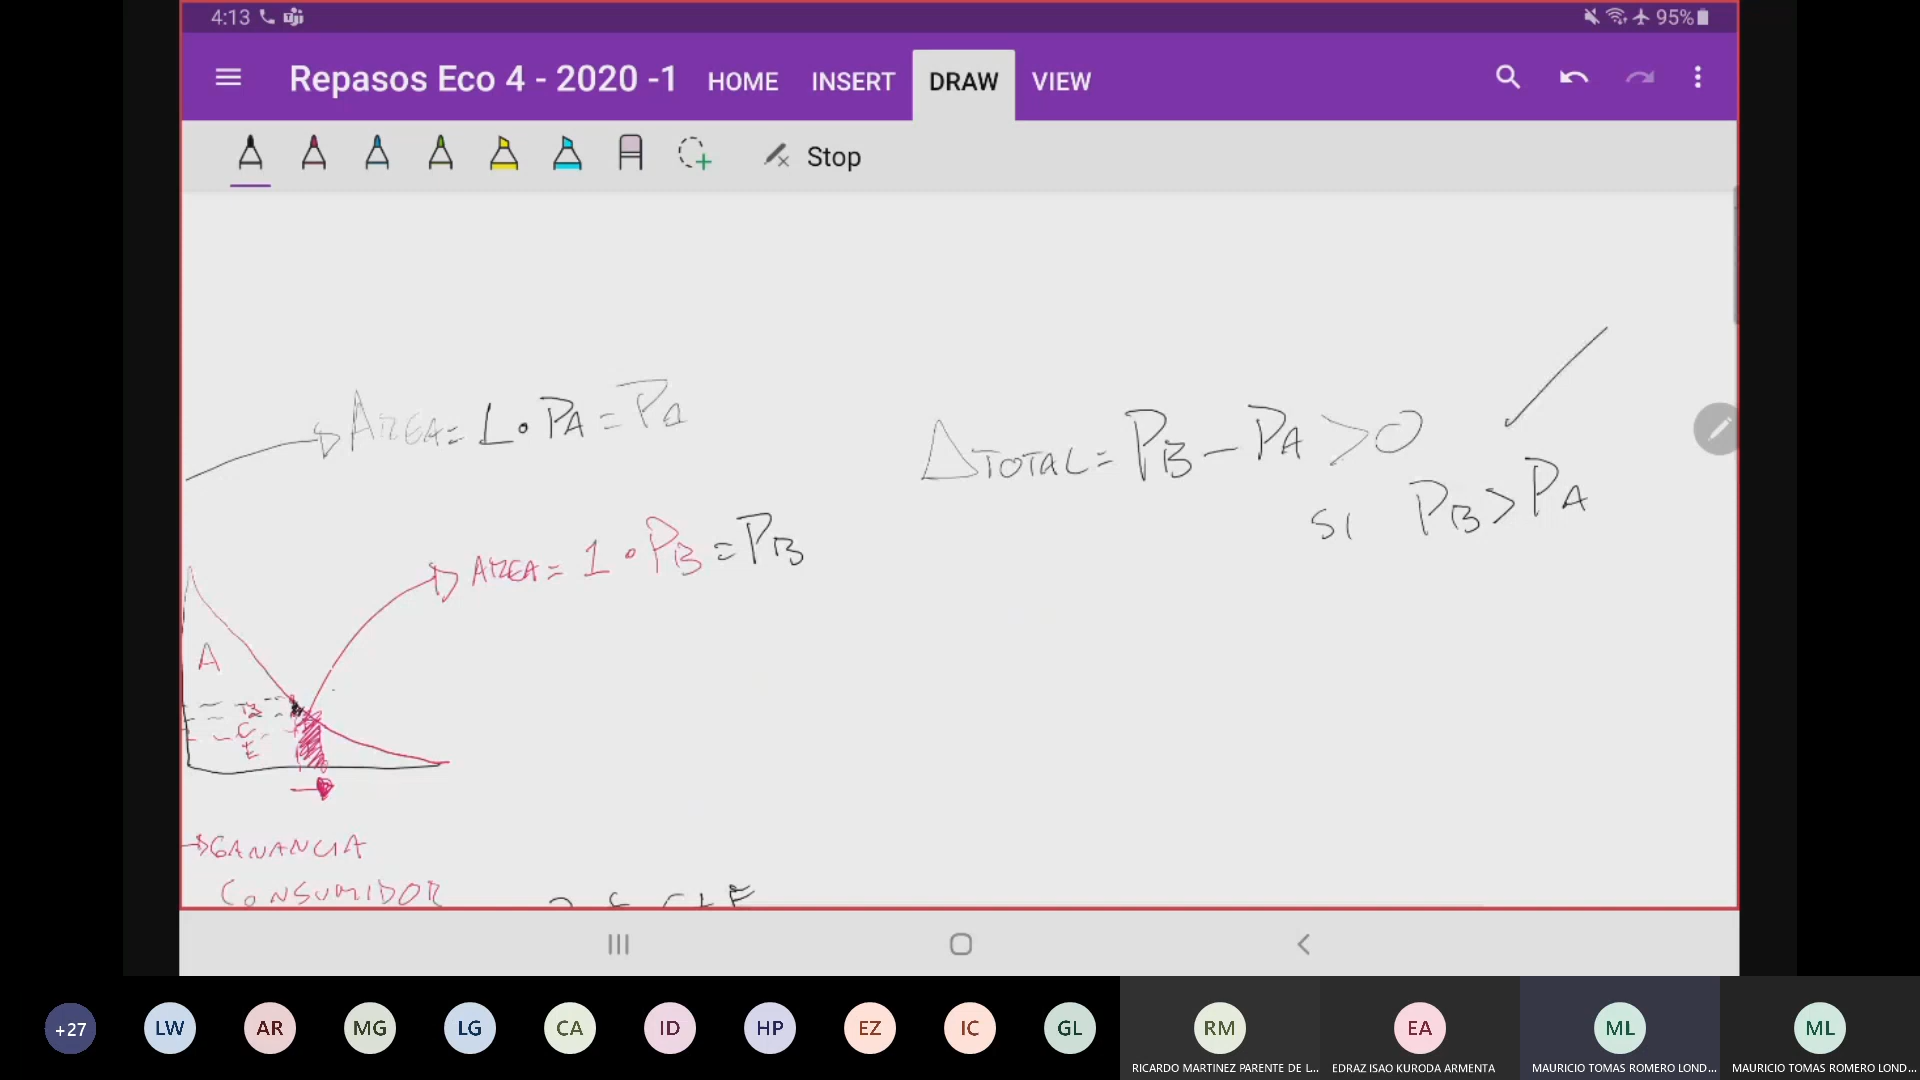 4:13 95%
Repasos Eco 4 - 2020 -1 HOME INSERT DRAW VIEW
Stop
AREA= 1 • PA = PA
ΔTOTAL = PB - PA > 0
SI PB > PA
AREA= 1 • PB = PB
A
B
C
E
GANANCIA
CONSUMIDOR
+27 LW AR MG LG CA ID HP EZ IC GL RM EA ML ML
RICARDO MARTINEZ PARENTE DE L... EDRAZ ISAO KURODA ARMENTA MAURICIO TOMAS ROMERO LOND... MAURICIO TOMAS ROMERO LOND...